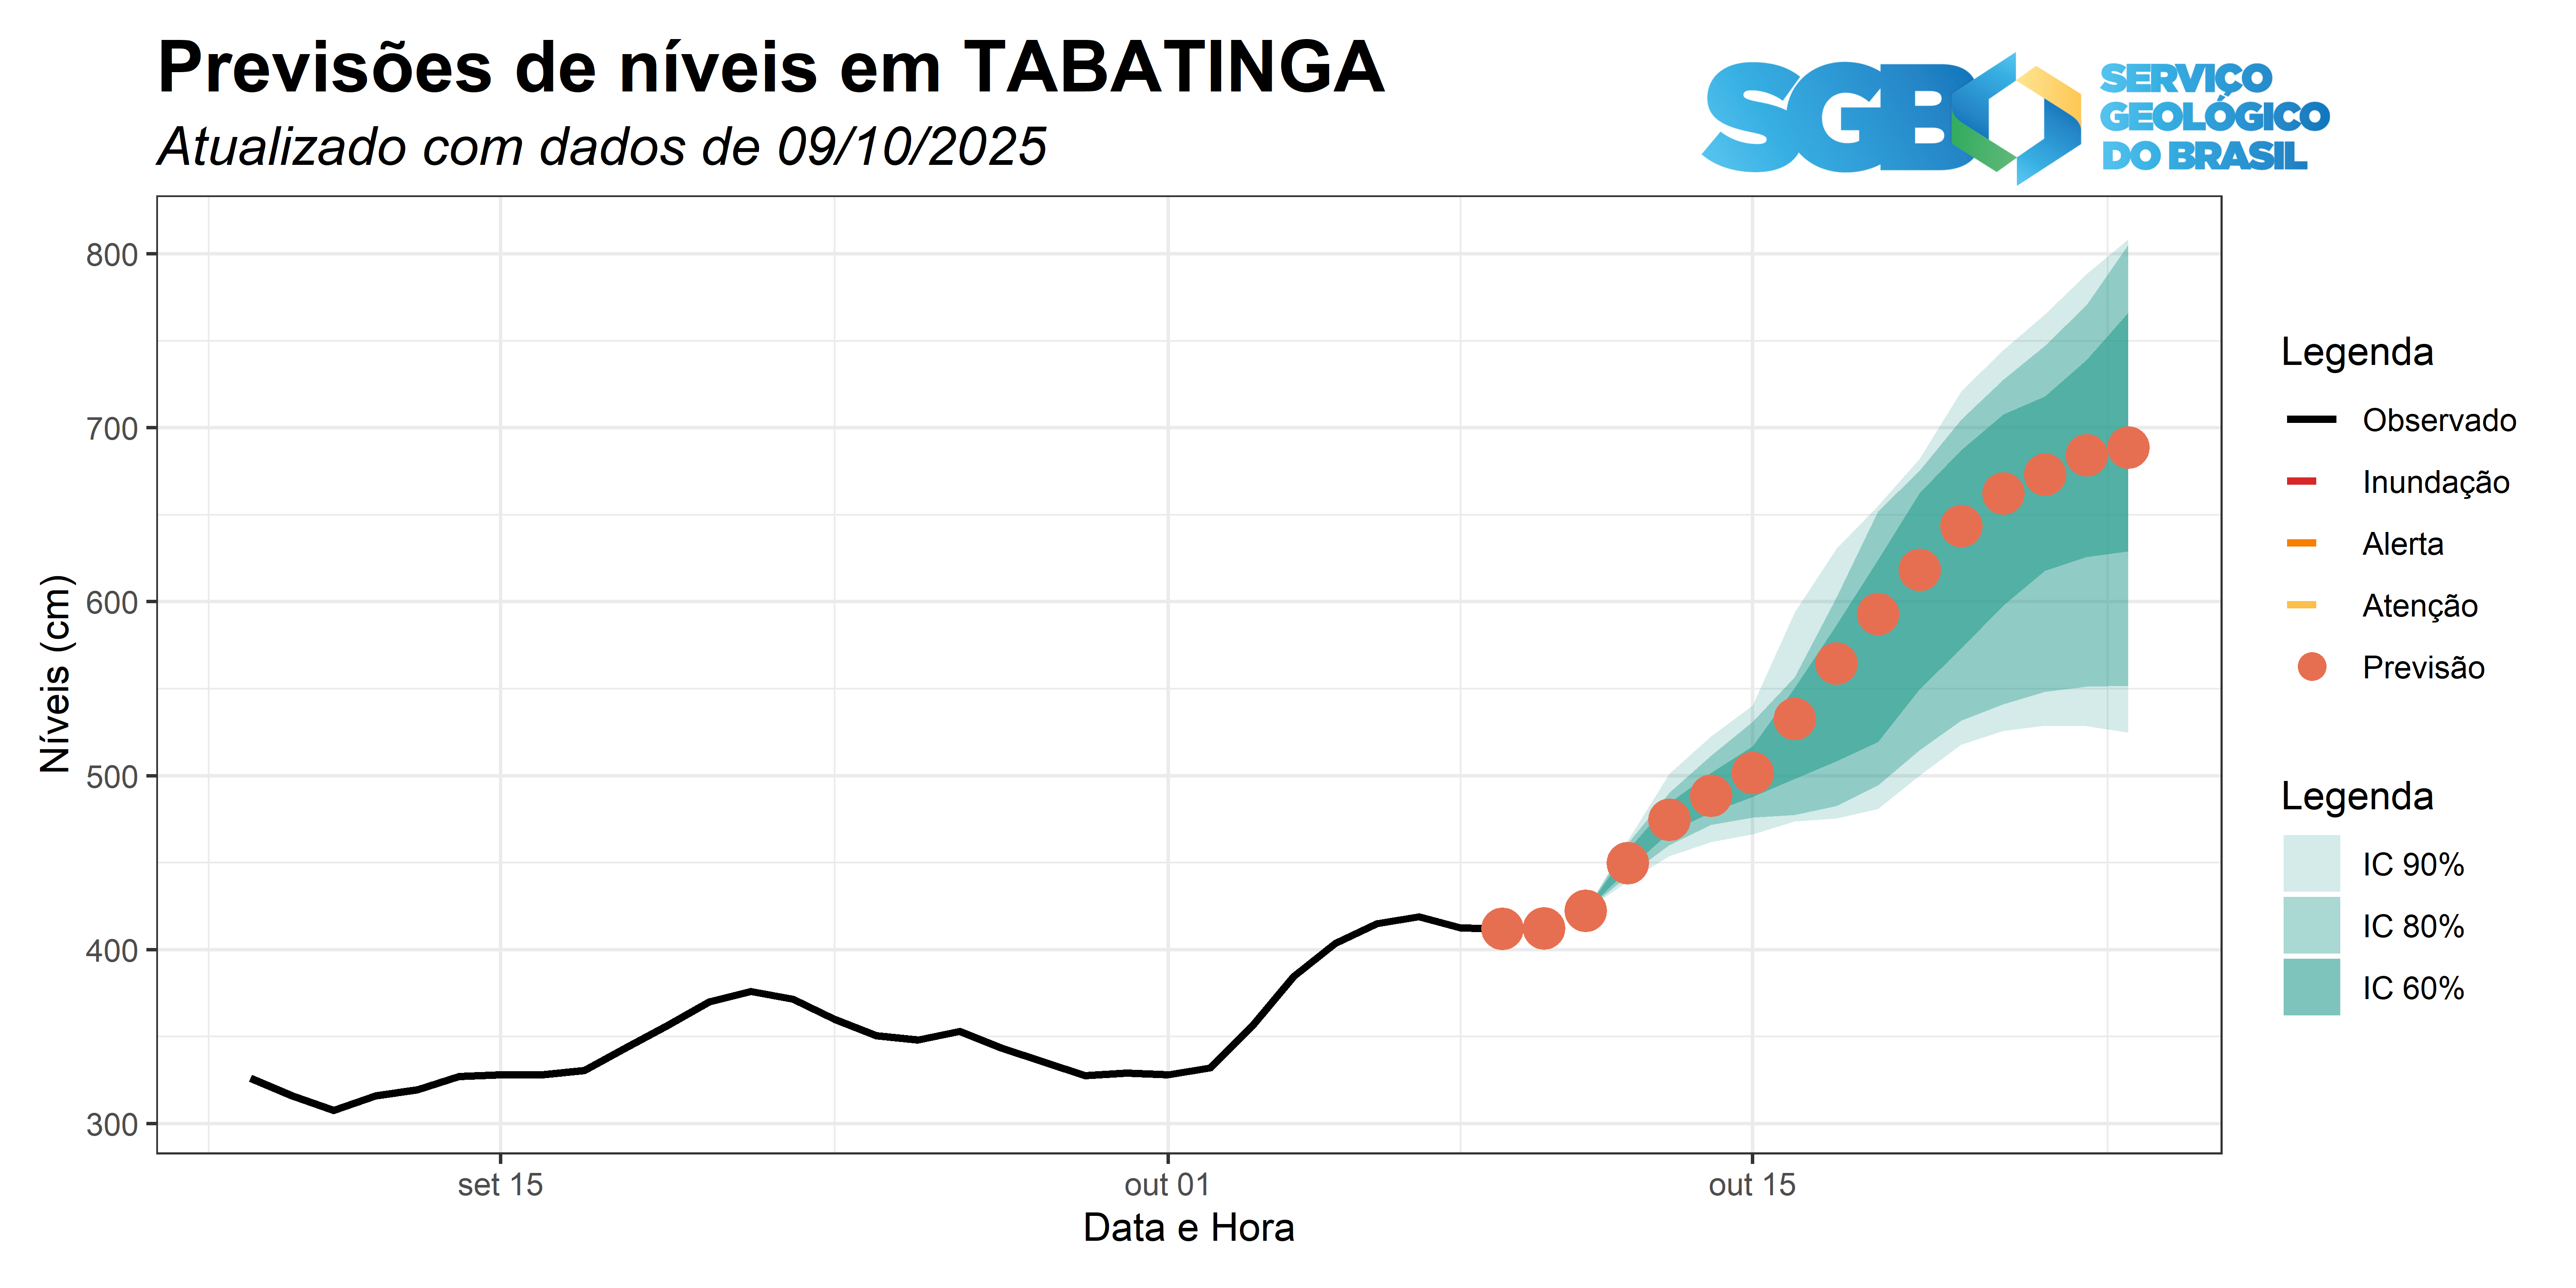 Previsões de níveis em TABATINGA
Atualizado com dados de 09/10/2025
SGB
SERVIÇO
GEOLÓGICO
DO BRASIL
800
700
600
500
400
300
Níveis (cm)
set 15
out 01
out 15
Data e Hora
Legenda
Observado
Inundação
Alerta
Atenção
Previsão
Legenda
IC 90%
IC 80%
IC 60%